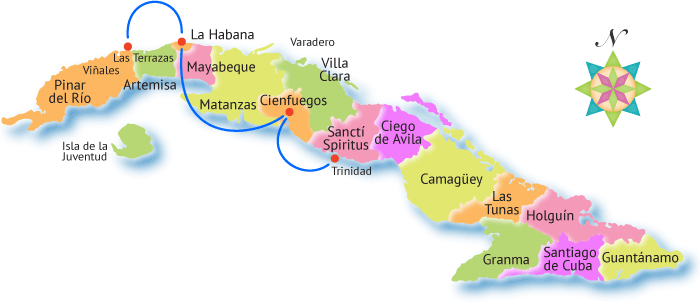 N
La Habana
Varadero
Las Terrazas
Viñales
Mayabeque
Villa
Clara
Pinar
del Río
Artemisa
Matanzas
Cienfuegos
Isla de la
Juventud
Sanctí
Spiritus
Ciego
de Avila
Trinidad
Camagüey
Las
Tunas
Holguín
Granma
Santiago
de Cuba
Guantánamo